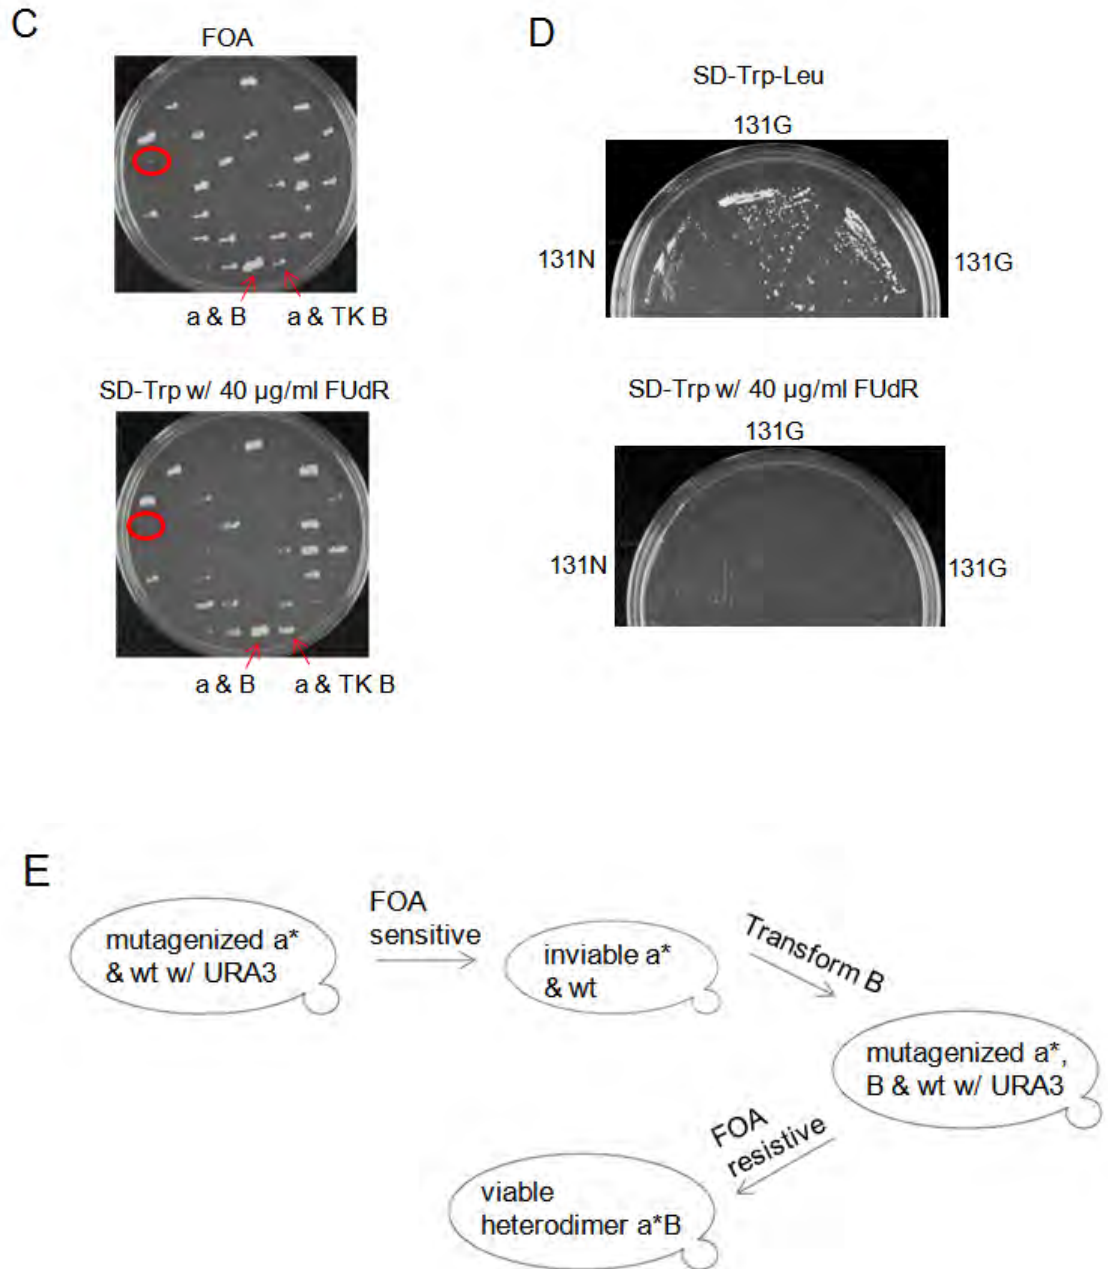 C
FOA
a & B
a & TK B
SD-Trp w/ 40 µg/ml FUdR
a & B
a & TK B
D
SD-Trp-Leu
131G
131N
131G
SD-Trp w/ 40 µg/ml FUdR
131G
131N
131G
E
mutagenized a*
& wt w/ URA3
FOA
sensitive
inviable a*
& wt
Transform B
mutagenized a*,
B & wt w/ URA3
FOA
resistive
viable
heterodimer a*B